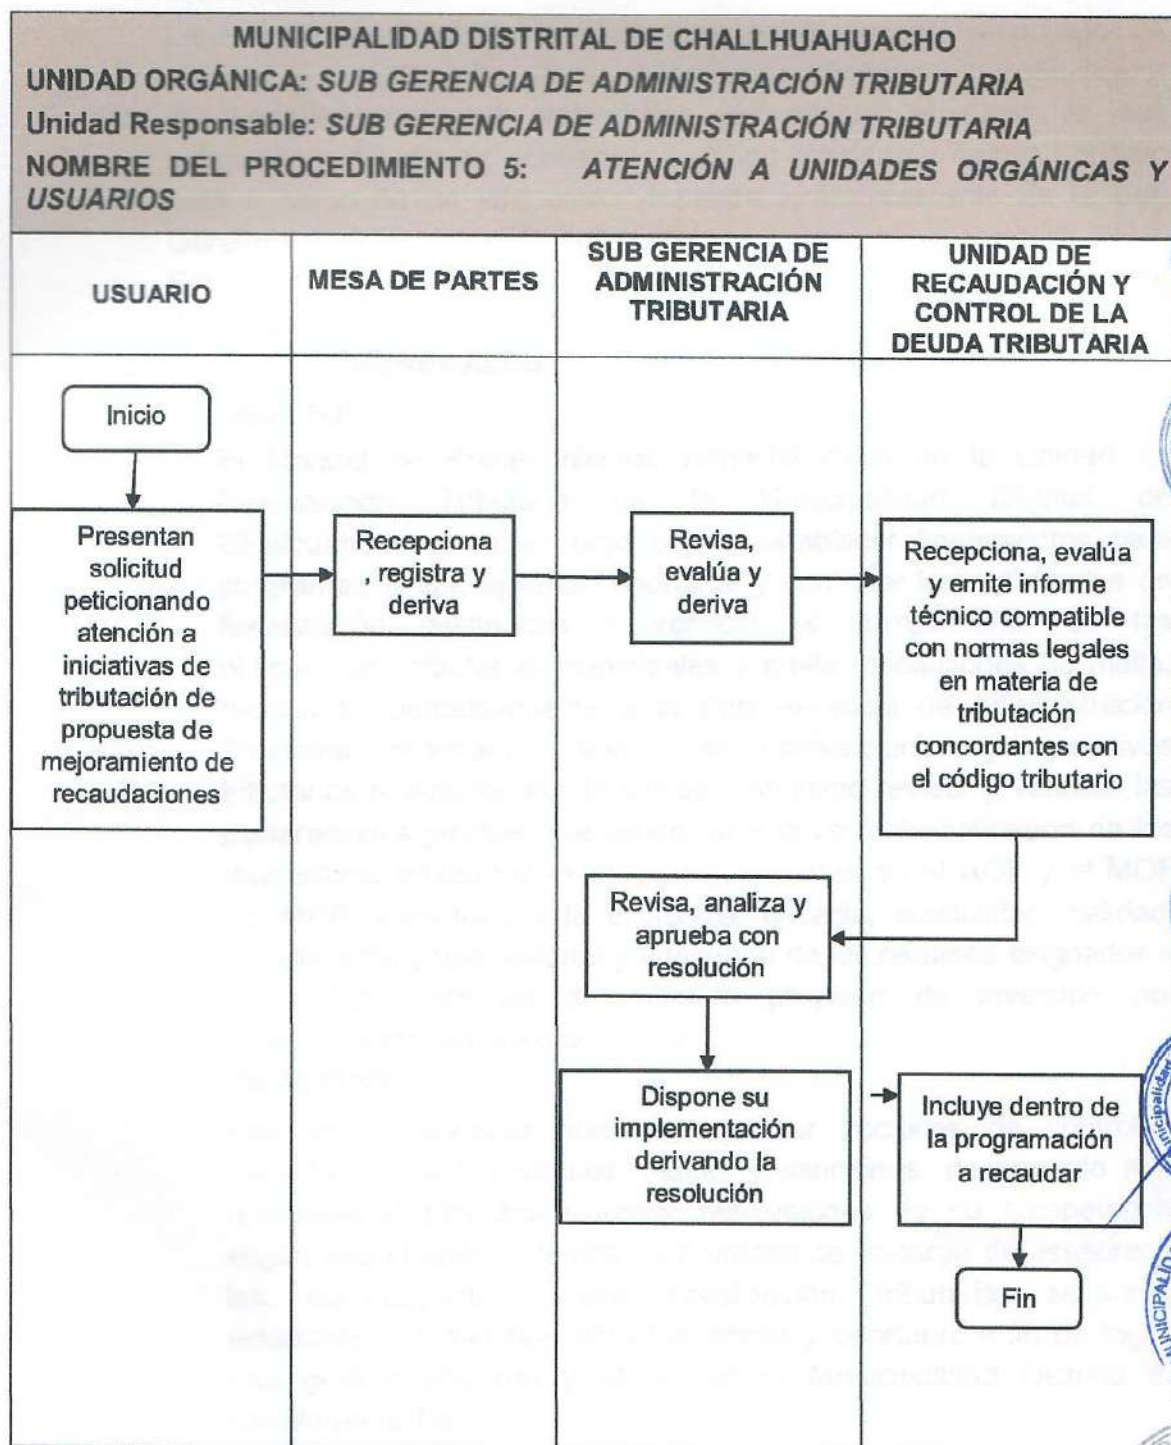 MUNICIPALIDAD DISTRITAL DE CHALLHUAHUACHO
UNIDAD ORGÁNICA: SUB GERENCIA DE ADMINISTRACIÓN TRIBUTARIA
Unidad Responsable: SUB GERENCIA DE ADMINISTRACIÓN TRIBUTARIA
NOMBRE DEL PROCEDIMIENTO 5: ATENCIÓN A UNIDADES ORGÁNICAS Y
USUARIOS
USUARIO
MESA DE PARTES
SUB GERENCIA DE
ADMINISTRACIÓN
TRIBUTARIA
UNIDAD DE
RECAUDACIÓN Y
CONTROL DE LA
DEUDA TRIBUTARIA
Inicio
Presentan
solicitud
peticionando
atención a
iniciativas de
tributación de
propuesta de
mejoramiento de
recaudaciones
Recepciona
, registra y
deriva
Revisa,
evalúa y
deriva
Recepciona, evalúa
y emite informe
técnico compatible
con normas legales
en materia de
tributación
concordantes con
el código tributario
Revisa, analiza y
aprueba con
resolución
Dispone su
implementación
derivando la
resolución
Incluye dentro de
la programación
a recaudar
Fin